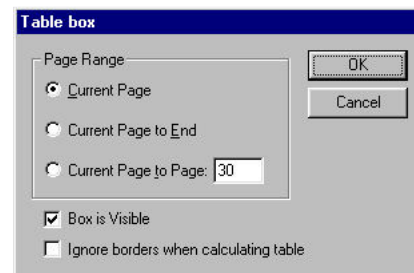 Table box
Page Range
Current Page
Current Page to End
Current Page to Page: 30
Box is Visible
Ignore borders when calculating table
OK
Cancel